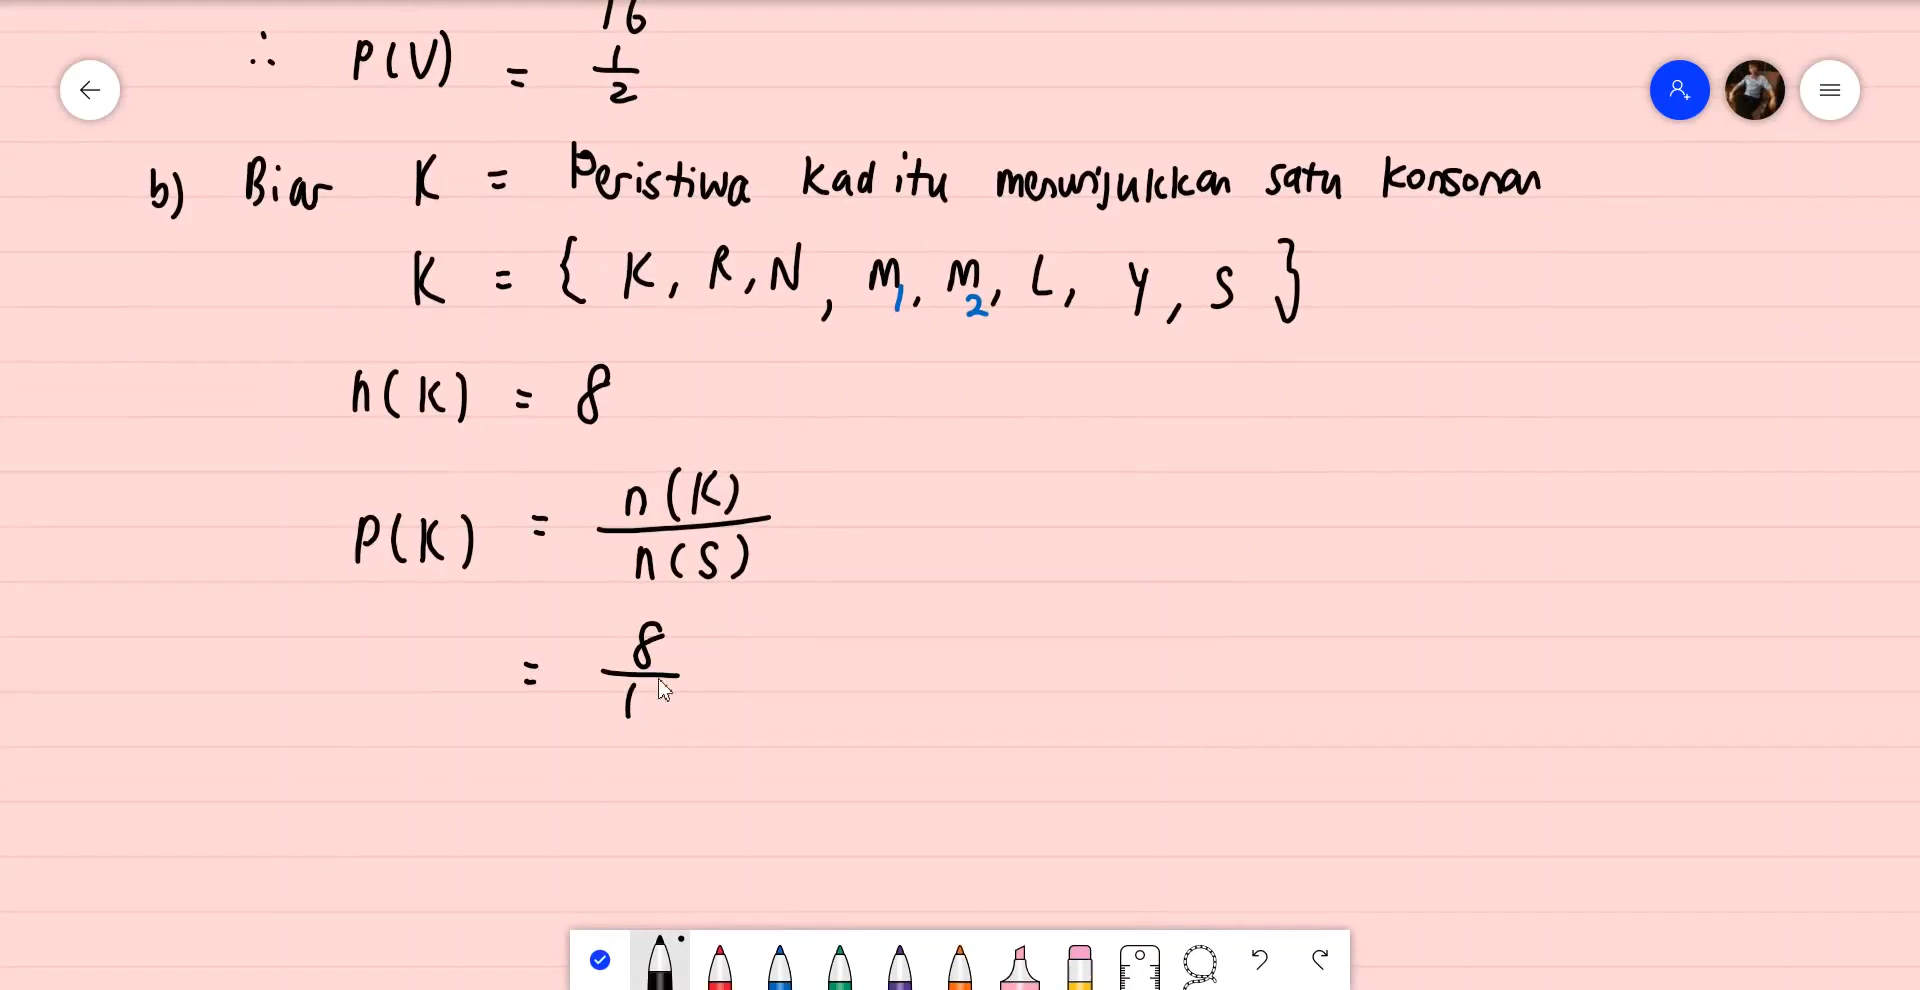 16
∴ P(V) = 1/2
b) Biar K = Peristiwa kad itu menunjukkan satu konsonan
K = { K, R, N, M1, M2, L, Y, S }
n(K) = 8
P(K) = n(K)/n(S)
= 8/1